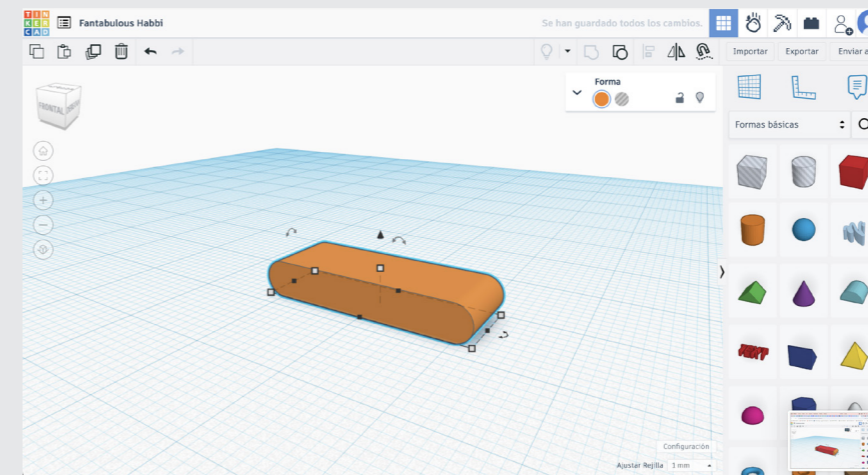 TIN
KER
CAD
Fantabulous Habbi
Se han guardado todos los cambios.
Importar
Exportar
Enviar a
Forma
FRONTAL
Formas básicas
TEXT
Configuración
Ajustar Rejilla
1 mm